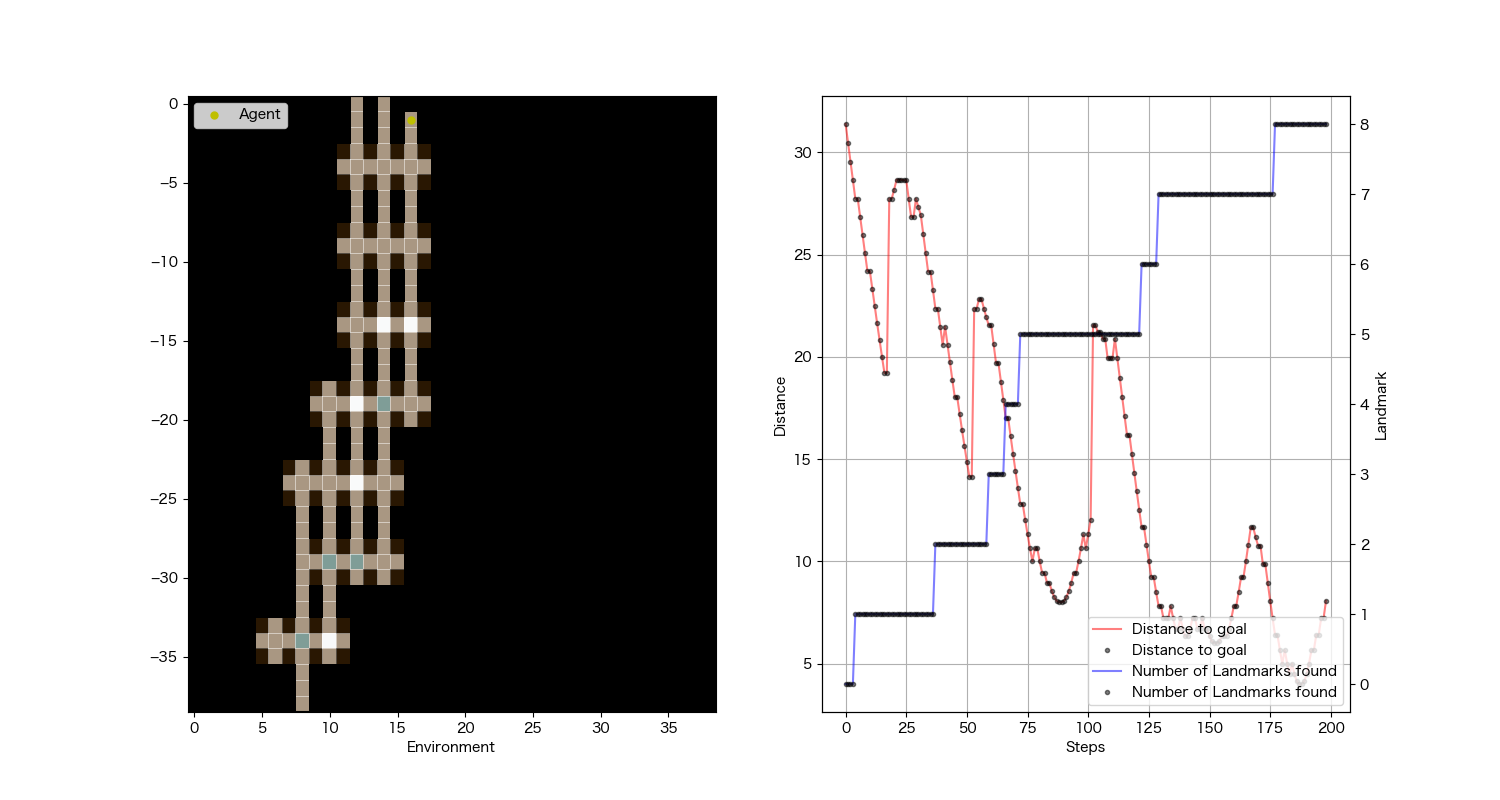 Agent
0
−5
−10
−15
−20
−25
−30
−35
0 5 10 15 20 25 30 35
Environment
30
25
20
15
10
5
Distance
8
7
6
5
4
3
2
1
0
Landmark
Distance to goal
Distance to goal
Number of Landmarks found
Number of Landmarks found
0 25 50 75 100 125 150 175 200
Steps